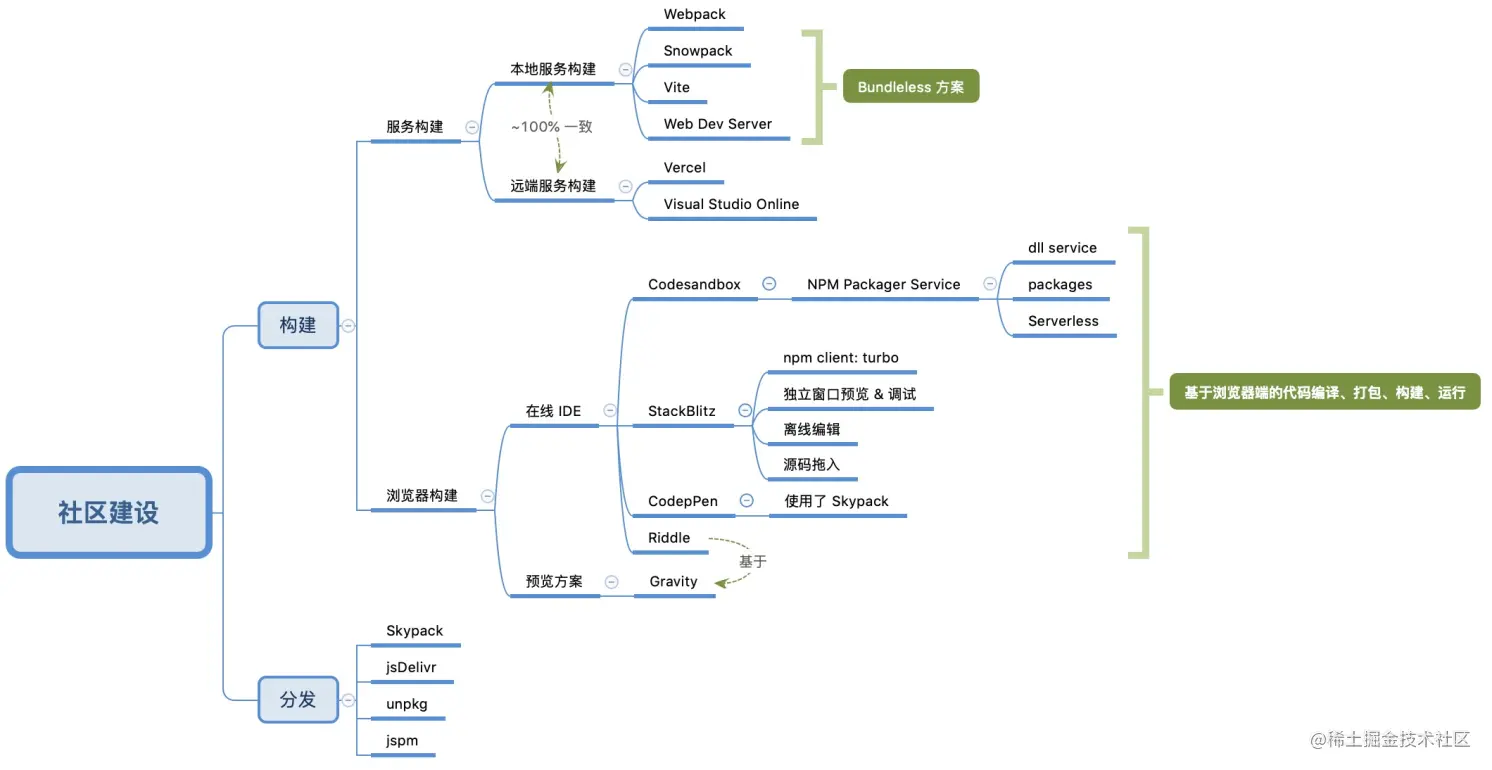 社区建设
构建
服务构建
本地服务构建
Webpack
Snowpack
Vite
Web Dev Server
Bundleless 方案
~100% 一致
远端服务构建
Vercel
Visual Studio Online
浏览器构建
在线 IDE
Codesandbox
NPM Packager Service
dll service
packages
Serverless
StackBlitz
npm client: turbo
独立窗口预览 & 调试
离线编辑
源码拖入
CodepPen
使用了 Skypack
Riddle
基于
预览方案
Gravity
基于浏览器端的代码编译、打包、构建、运行
分发
Skypack
jsDelivr
unpkg
jspm
@稀土掘金技术社区